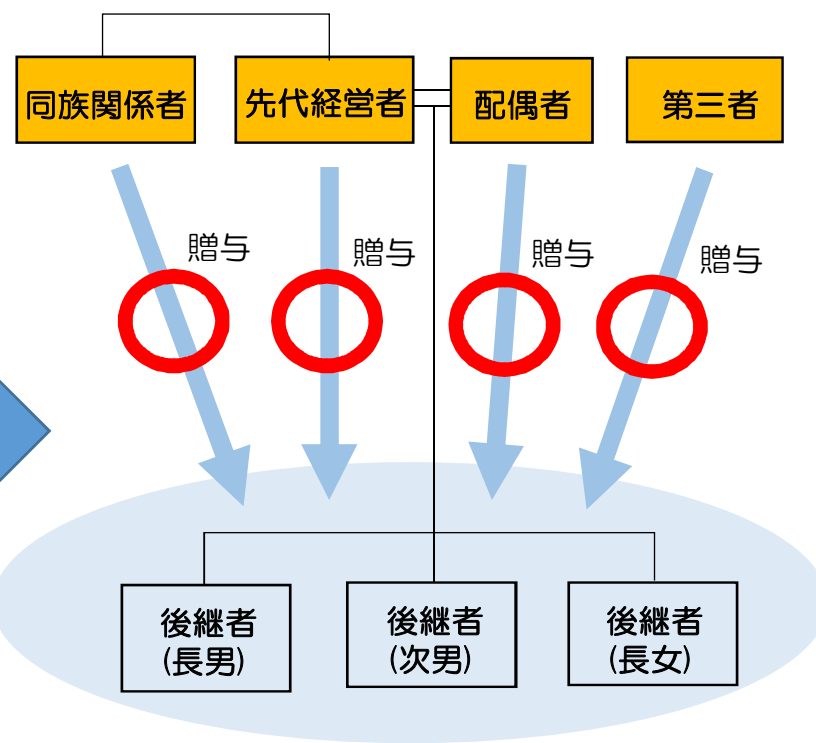 同族関係者
先代経営者
配偶者
第三者
贈与
贈与
贈与
贈与
後継者
(長男)
後継者
(次男)
後継者
(長女)